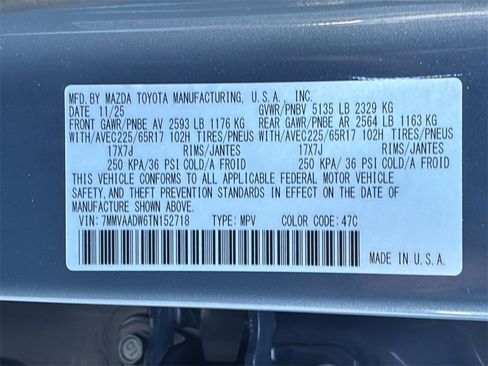 MFD. BY MAZDA TOYOTA MANUFACTURING, U.S.A., INC.
DATE 11/25 GVWR/PNBV 5135 LB 2329 KG
FRONT GAWR/PNBE AV 2593 LB 1176 KG REAR GAWR/PNBE AR 2564 LB 1163 KG
WITH/AVEC225/65R17 102H TIRES/PNEUS WITH/AVEC225/65R17 102H TIRES/PNEUS
17X7J RIMS/JANTES 17X7J RIMS/JANTES
250 KPA/36 PSI COLD/A FROID 250 KPA/ 36 PSI COLD/A FROID
THIS VEHICLE CONFORMS TO ALL APPLICABLE FEDERAL MOTOR VEHICLE
SAFETY, AND THEFT PREVENTION STANDARDS IN EFFECT ON THE DATE OF
MANUFACTURE SHOWN ABOVE.
VIN: 7MMVAADW6TN152718 TYPE: MPV COLOR CODE: 47C
MADE IN U.S.A.